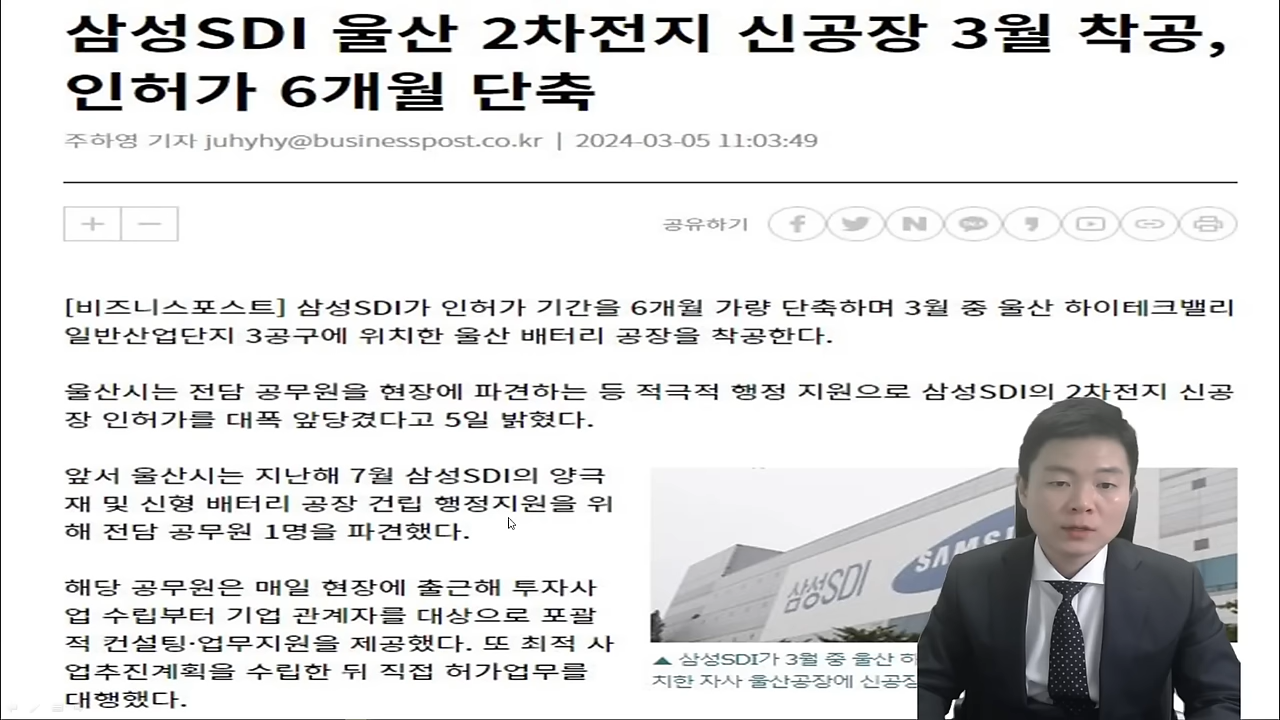 삼성SDI 울산 2차전지 신공장 3월 착공,
인허가 6개월 단축
주하영 기자 juhyhy@businesspost.co.kr | 2024-03-05 11:03:49
공유하기
[비즈니스포스트] 삼성SDI가 인허가 기간을 6개월 가량 단축하며 3월 중 울산 하이테크밸리
일반산업단지 3공구에 위치한 울산 배터리 공장을 착공한다.
울산시는 전담 공무원을 현장에 파견하는 등 적극적 행정 지원으로 삼성SDI의 2차전지 신공
장 인허가를 대폭 앞당겼다고 5일 밝혔다.
앞서 울산시는 지난해 7월 삼성SDI의 양극
재 및 신형 배터리 공장 건립 행정지원을 위
해 전담 공무원 1명을 파견했다.
해당 공무원은 매일 현장에 출근해 투자사
업 수립부터 기업 관계자를 대상으로 포괄
적 컨설팅·업무지원을 제공했다. 또 최적 사
업추진계획을 수립한 뒤 직접 허가업무를
대행했다.
삼성SDI
SAMS
▲ 삼성SDI가 3월 중 울산 하
치한 자사 울산공장에 신공장